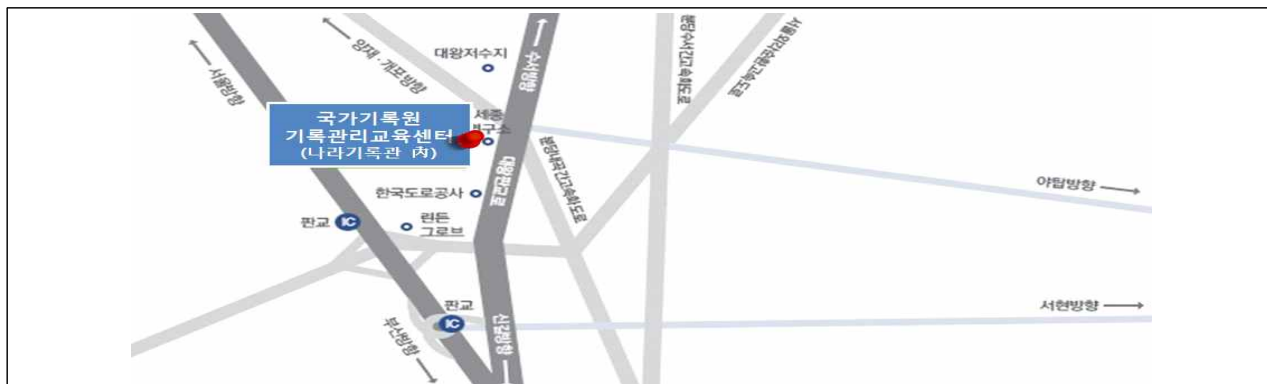 양재·개포방향
대왕저수지
수서방향
분당수서간고속화도로
서울외곽순환고속도로
서울방향
국가기록원
기록관리교육센터
(나라기록관 內)
세종
연구소
대왕판교로
분당내곡간고속화도로
야탑방향
한국도로공사
판교 IC
린든
그로브
판교
IC
서현방향
부산방향
신갈방향